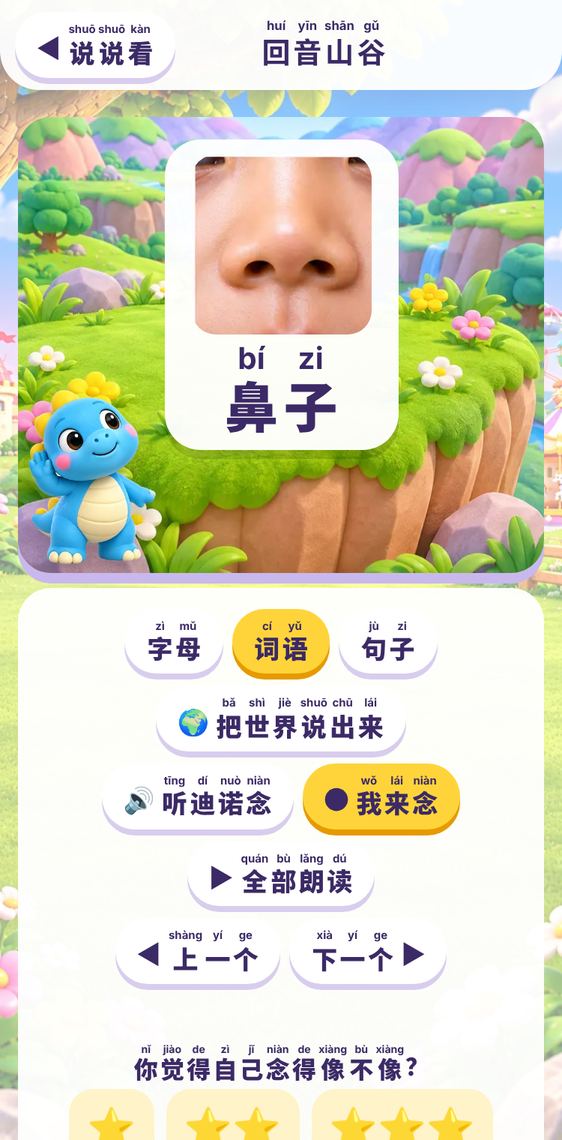 shuō shuō kàn
◀ 说说看
huí yīn shān gǔ
回音山谷
bí zi
鼻子
zì mǔ
字母
cí yǔ
词语
jù zi
句子
bǎ shì jiè shuō chū lái
把世界说出来
tīng dí nuò niàn
听迪诺念
wǒ lái niàn
我来念
quán bù lǎng dú
▶ 全部朗读
shàng yí ge
◀ 上一个
xià yí ge
下一个 ▶
nǐ jiào de zì jǐ niàn de xiàng bù xiàng
你觉得自己念得像不像?